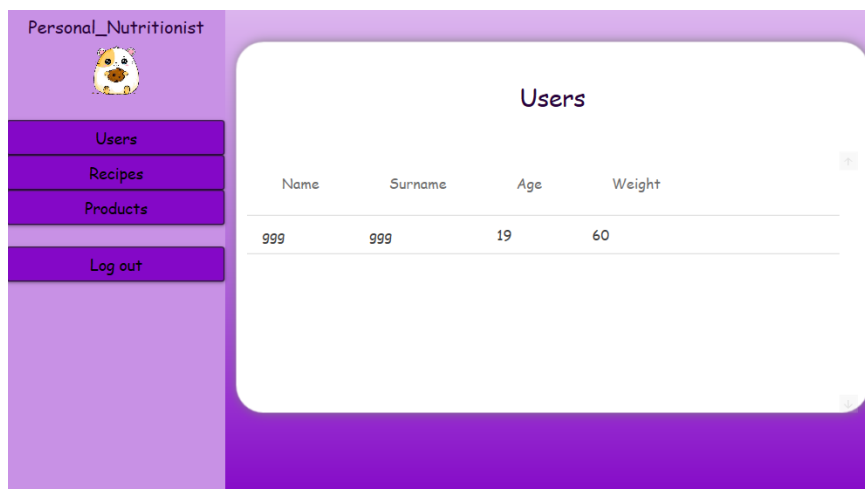 Personal_Nutritionist
Users
Recipes
Products
Log out
Users
Name Surname Age Weight
ggg ggg 19 60